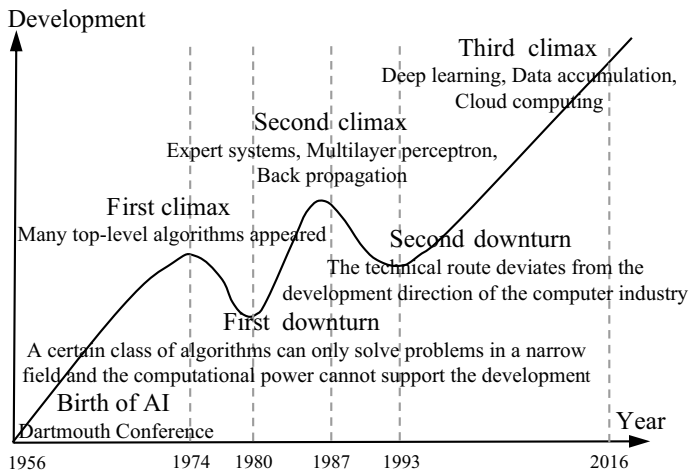 Development
Third climax
Deep learning, Data accumulation,
Cloud computing
Second climax
Expert systems, Multilayer perceptron,
Back propagation
First climax
Many top-level algorithms appeared
Second downturn
The technical route deviates from the
development direction of the computer industry
First downturn
A certain class of algorithms can only solve problems in a narrow
field and the computational power cannot support the development
Birth of AI
Dartmouth Conference
Year
1956 1974 1980 1987 1993 2016